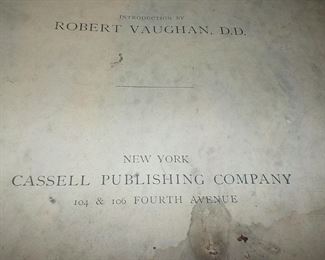 INTRODUCTION BY
ROBERT VAUGHAN, D.D.
NEW YORK
CASSELL PUBLISHING COMPANY
104 & 106 FOURTH AVENUE